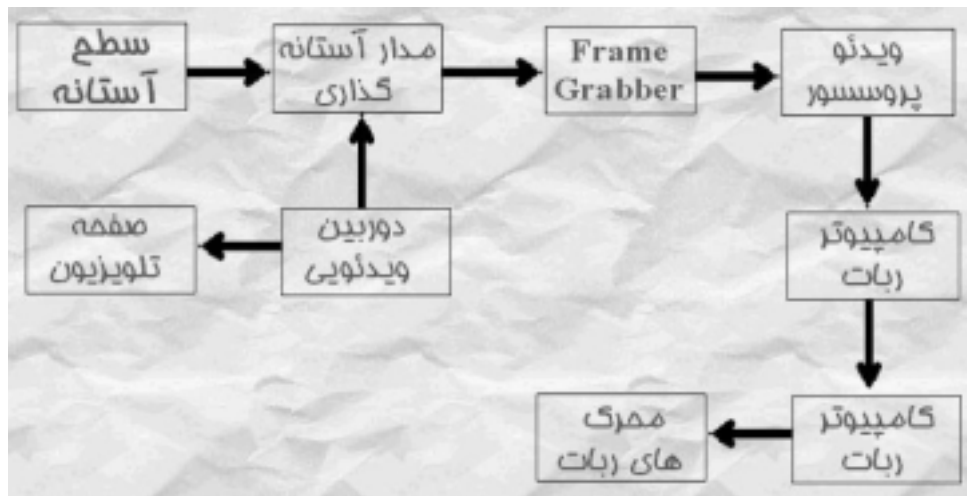 سطح
آستانه
مدار آستانه
گذاری
Frame
Grabber
ویدئو
پروسسور
صفحه
تلویزیون
دوربین
ویدئویی
کامپیوتر
ربات
محرک
های ربات
کامپیوتر
ربات